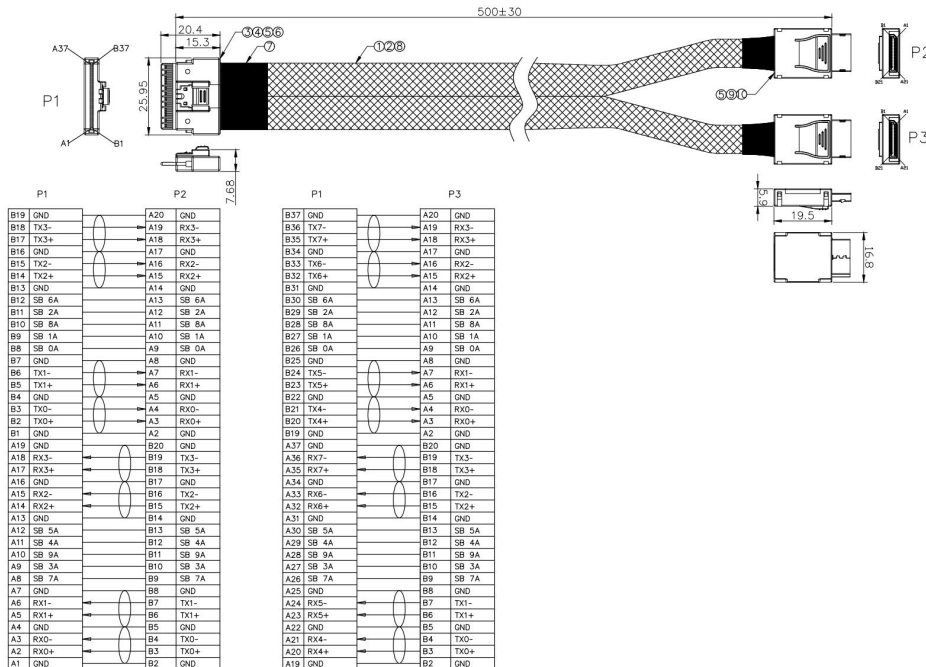 500±30
20.4
15.3
③④⑤⑥
⑦
①②⑧
A37
B37
P1
25.95
A1
B1
7.68
⑤⑨⑩
B1
A1
P2
B21
A21
B1
A1
P3
B21
A21
5.9
19.5
16.8
P1 P2
B19 GND A20 GND
B18 TX3- A19 RX3-
B17 TX3+ A18 RX3+
B16 GND A17 GND
B15 TX2- A16 RX2-
B14 TX2+ A15 RX2+
B13 GND A14 GND
B12 SB 6A A13 SB 6A
B11 SB 2A A12 SB 2A
B10 SB 8A A11 SB 8A
B9 SB 1A A10 SB 1A
B8 SB 0A A9 SB 0A
B7 GND A8 GND
B6 TX1- A7 RX1-
B5 TX1+ A6 RX1+
B4 GND A5 GND
B3 TX0- A4 RX0-
B2 TX0+ A3 RX0+
B1 GND A2 GND
A19 GND B20 GND
A18 RX3- B19 TX3-
A17 RX3+ B18 TX3+
A16 GND B17 GND
A15 RX2- B16 TX2-
A14 RX2+ B15 TX2+
A13 GND B14 GND
A12 SB 5A B13 SB 5A
A11 SB 4A B12 SB 4A
A10 SB 9A B11 SB 9A
A9 SB 3A B10 SB 3A
A8 SB 7A B9 SB 7A
A7 GND B8 GND
A6 RX1- B7 TX1-
A5 RX1+ B6 TX1+
A4 GND B5 GND
A3 RX0- B4 TX0-
A2 RX0+ B3 TX0+
A1 GND B2 GND
P1 P3
B37 GND A20 GND
B36 TX7- A19 RX3-
B35 TX7+ A18 RX3+
B34 GND A17 GND
B33 TX6- A16 RX2-
B32 TX6+ A15 RX2+
B31 GND A14 GND
B30 SB 6A A13 SB 6A
B29 SB 2A A12 SB 2A
B28 SB 8A A11 SB 8A
B27 SB 1A A10 SB 1A
B26 SB 0A A9 SB 0A
B25 GND A8 GND
B24 TX5- A7 RX1-
B23 TX5+ A6 RX1+
B22 GND A5 GND
B21 TX4- A4 RX0-
B20 TX4+ A3 RX0+
B19 GND A2 GND
A37 GND B20 GND
A36 RX7- B19 TX3-
A35 RX7+ B18 TX3+
A34 GND B17 GND
A33 RX6- B16 TX2-
A32 RX6+ B15 TX2+
A31 GND B14 GND
A30 SB 5A B13 SB 5A
A29 SB 4A B12 SB 4A
A28 SB 9A B11 SB 9A
A27 SB 3A B10 SB 3A
A26 SB 7A B9 SB 7A
A25 GND B8 GND
A24 RX5- B7 TX1-
A23 RX5+ B6 TX1+
A22 GND B5 GND
A21 RX4- B4 TX0-
A20 RX4+ B3 TX0+
A19 GND B2 GND